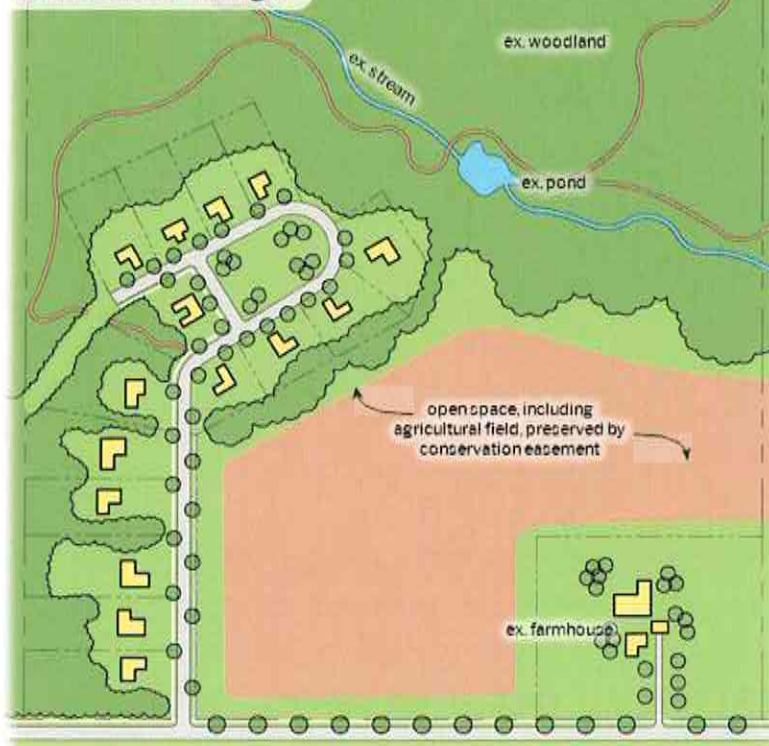 ex. woodland
ex. stream
ex. pond
open space, including
agricultural field, preserved by
conservation easement
ex. farmhouse